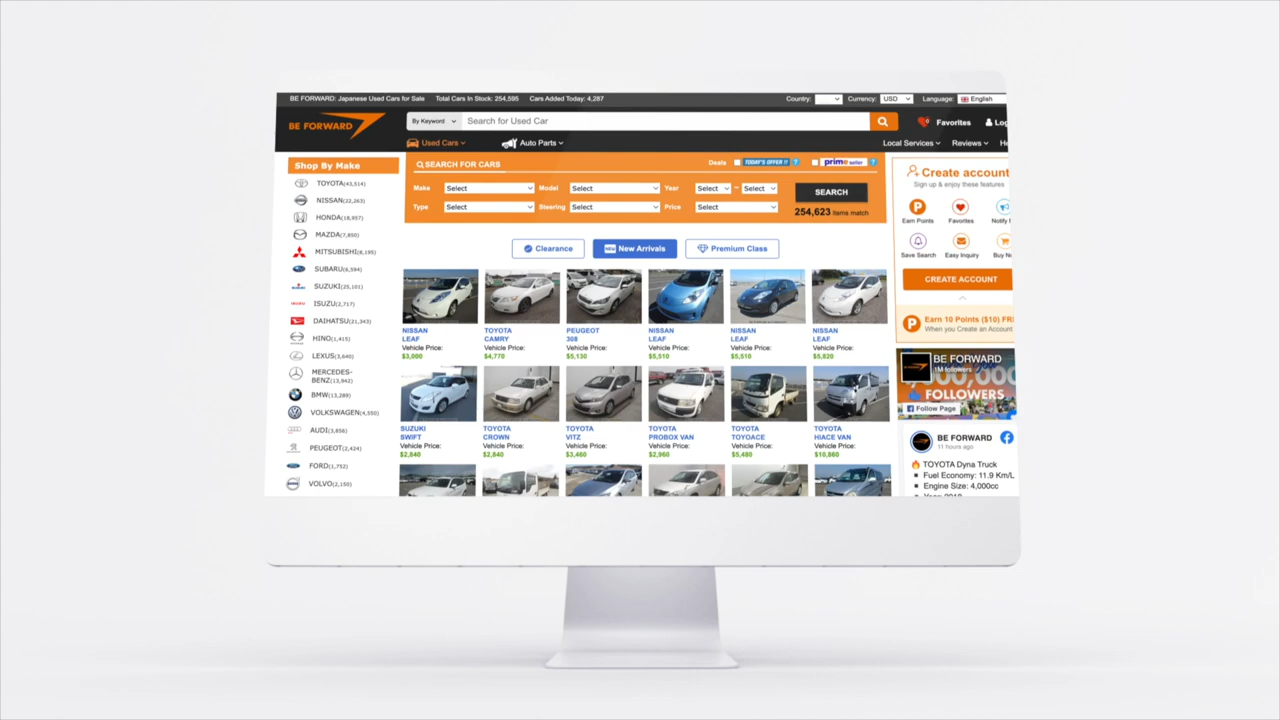 BE FORWARD: Japanese Used Cars for Sale Total Cars In Stock: 254,595 Cars Added Today: 4,287 Country: Currency: USD Language: English
BE FORWARD
By Keyword Search for Used Car Favorites Log
Used Cars Auto Parts Local Services Reviews He
Shop By Make
TOYOTA(43,514)
NISSAN(22,263)
HONDA(18,957)
MAZDA(7,850)
MITSUBISHI(8,195)
SUBARU(6,594)
SUZUKI(25,101)
ISUZU(2,717)
DAIHATSU(21,343)
HINO(1,415)
LEXUS(3,640)
MERCEDES-
BENZ(13,942)
BMW(13,289)
VOLKSWAGEN(4,550)
AUDI(3,856)
PEUGEOT(2,424)
FORD(1,752)
VOLVO(2,150)
SEARCH FOR CARS Deals TODAY'S OFFER !! ? prime seller ?
Make Select Model Select Year Select ~ Select SEARCH
Type Select Steering Select Price Select 254,623 items match
Clearance NEW New Arrivals Premium Class
NISSAN
LEAF
Vehicle Price:
$3,000
TOYOTA
CAMRY
Vehicle Price:
$4,770
PEUGEOT
308
Vehicle Price:
$5,130
NISSAN
LEAF
Vehicle Price:
$5,510
NISSAN
LEAF
Vehicle Price:
$5,510
NISSAN
LEAF
Vehicle Price:
$5,820
SUZUKI
SWIFT
Vehicle Price:
$2,840
TOYOTA
CROWN
Vehicle Price:
$2,840
TOYOTA
VITZ
Vehicle Price:
$3,460
TOYOTA
PROBOX VAN
Vehicle Price:
$2,960
TOYOTA
TOYOACE
Vehicle Price:
$5,480
TOYOTA
HIACE VAN
Vehicle Price:
$10,860
Create account
Sign up & enjoy these features
Earn Points Favorites Notify
Save Search Easy Inquiry Buy No
CREATE ACCOUNT
Earn 10 Points ($10) FR
When you Create an Account
BE FORWARD
1M followers
FOLLOWERS
Follow Page
BE FORWARD
11 hours ago
TOYOTA Dyna Truck
Fuel Economy: 11.9 Km/L
Engine Size: 4,000cc